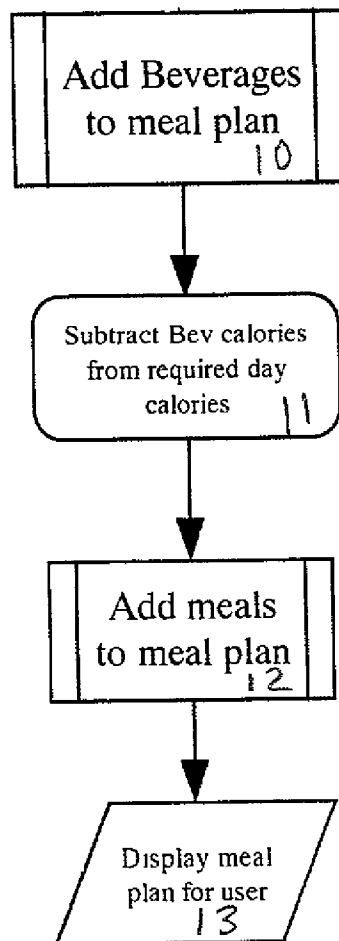 Add Beverages
to meal plan
10
Subtract Bev calories
from required day
calories
11
Add meals
to meal plan
12
Display meal
plan for user
13